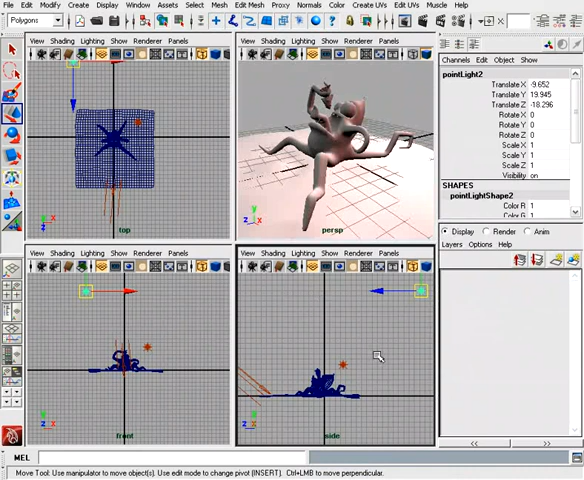 File Edit Modify Create Display Window Assets Select Mesh Edit Mesh Proxy Normals Color Create UVs Edit UVs Muscle Help
Polygons
View Shading Lighting Show Renderer Panels
View Shading Lighting Show Renderer Panels
Channels Edit Object Show
pointLight2
Translate X -9.652
Translate Y 19.945
Translate Z -18.296
Rotate X 0
Rotate Y 0
Rotate Z 0
Scale X 1
Scale Y 1
Scale Z 1
Visibility on
SHAPES
pointLightShape2
Color R 1
Color G 1
top
persp
Display Render Anim
Layers Options Help
View Shading Lighting Show Renderer Panels
View Shading Lighting Show Renderer Panels
front
side
<<
>>
MEL
Move Tool: Use manipulator to move object(s). Use edit mode to change pivot (INSERT). Ctrl+LMB to move perpendicular.